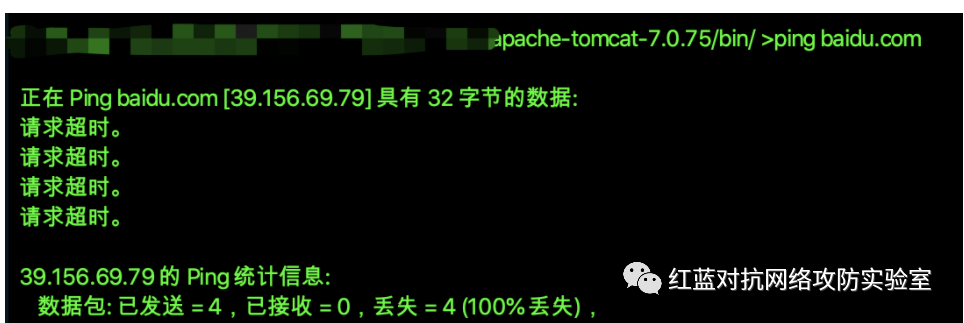 apache-tomcat-7.0.75/bin/ >ping baidu.com
正在 Ping baidu.com [39.156.69.79] 具有 32 字节的数据:
请求超时。
请求超时。
请求超时。
请求超时。
39.156.69.79 的 Ping 统计信息:
数据包: 已发送 = 4，已接收 = 0，丢失 = 4 (100% 丢失)，
红蓝对抗网络攻防实验室